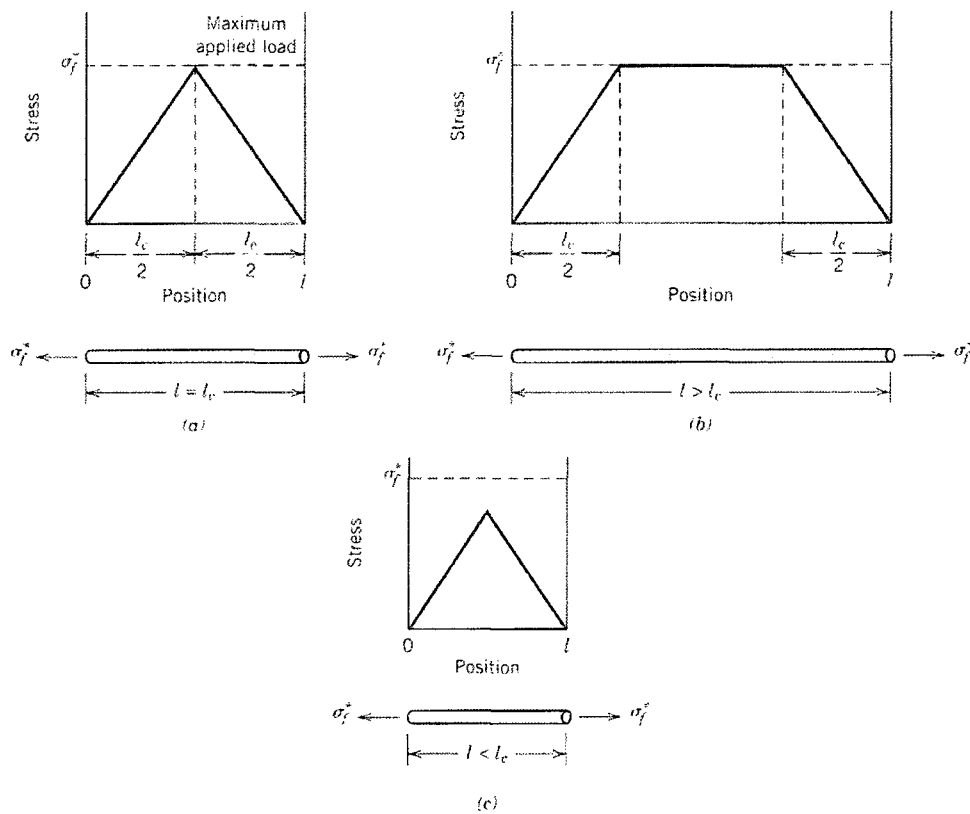 Maximum
applied load
σf*
Stress
lc/2 lc/2
0 l
Position
σf* σf*
l = lc
(a)
σf*
Stress
lc/2 lc/2
0 l
Position
σf* σf*
l > lc
(b)
σf*
Stress
0 l
Position
σf* σf*
l < lc
(c)